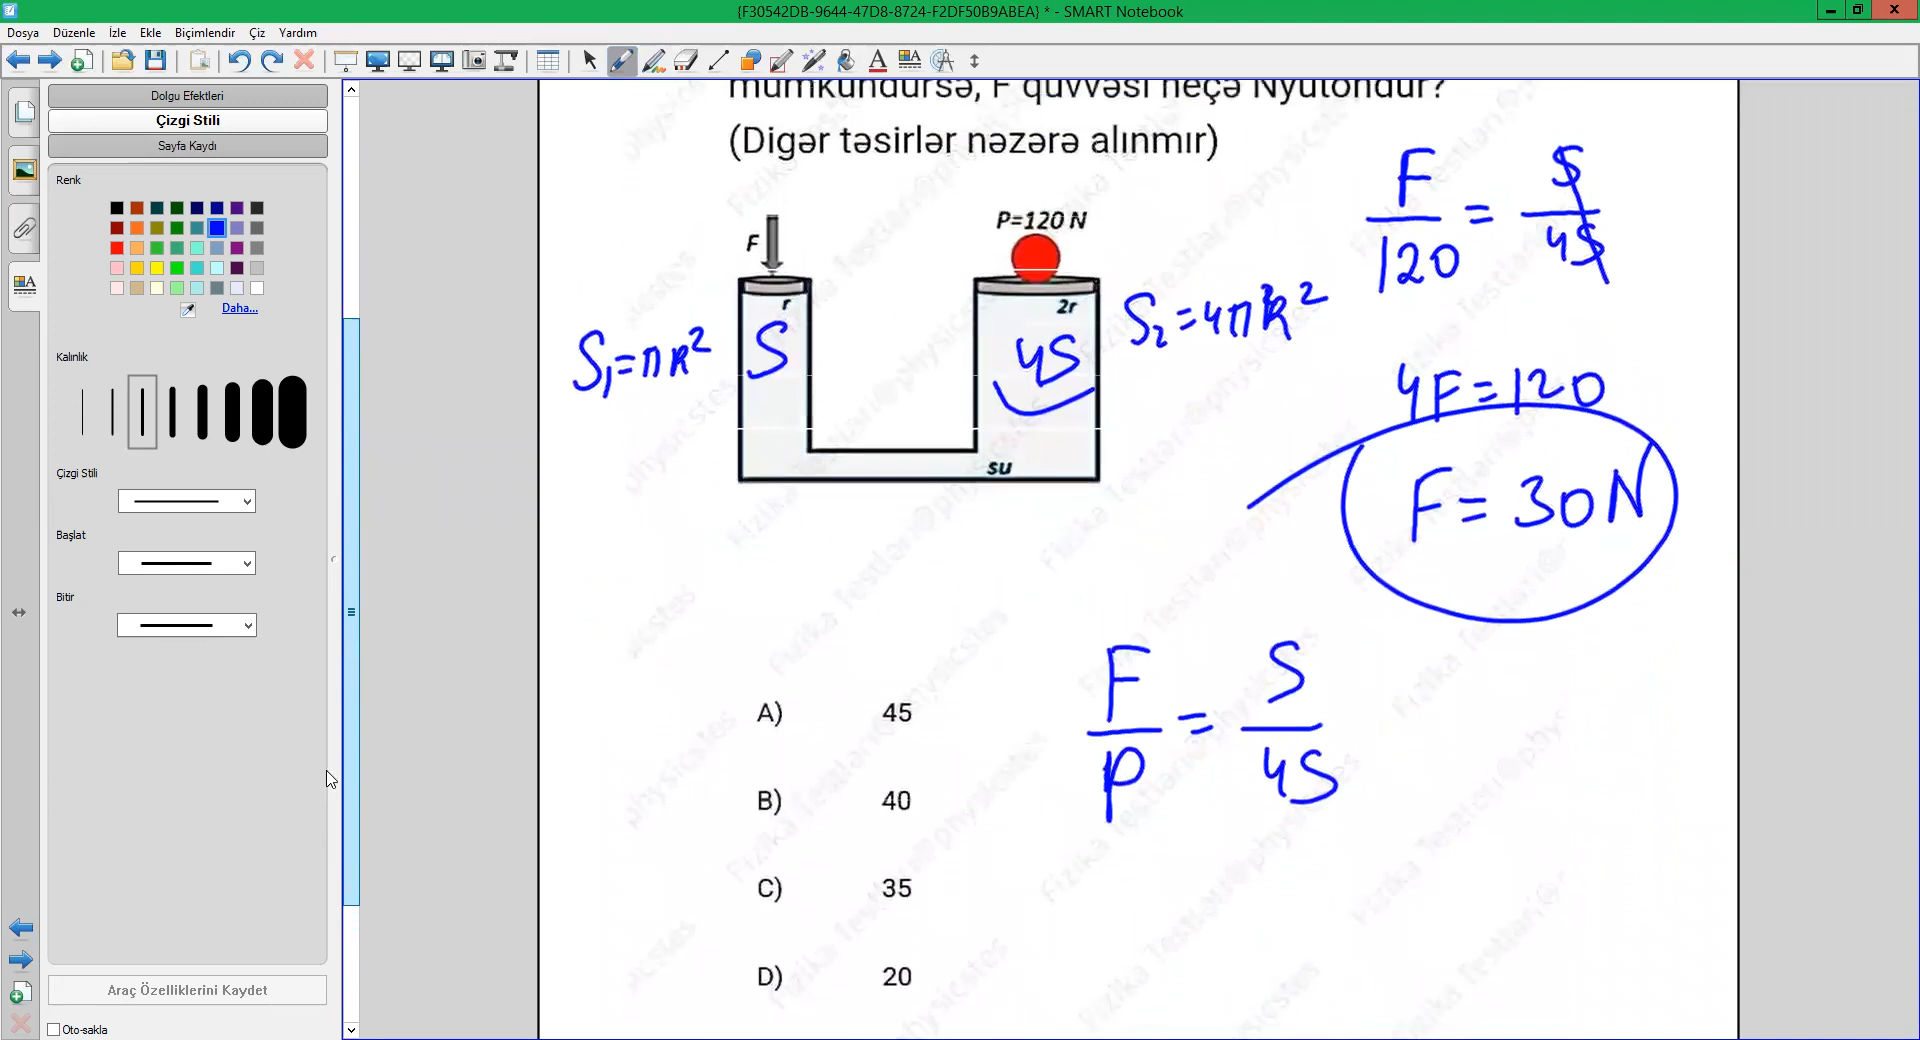 {F30542DB-9644-47D8-8724-F2DF50B9ABEA} * - SMART Notebook
Dosya Düzenle İzle Ekle Biçimlendir Çiz Yardım
Dolgu Efektleri
Çizgi Stili
Sayfa Kaydı
Renk
Daha...
Kalınlık
Çizgi Stili
Başlat
Bitir
Araç Özelliklerini Kaydet
Oto-sakla
mümkündürsə, F qüvvəsi neçə Nyutondur?
(Digər təsirlər nəzərə alınmır)
F
P=120 N
r
2r
su
S
4S
S₁=πR²
S₂=4πR²
F/120 = S/4S
4F=120
F=30N
F/P = S/4S
A) 45
B) 40
C) 35
D) 20
Fizika Testləri@physicstes